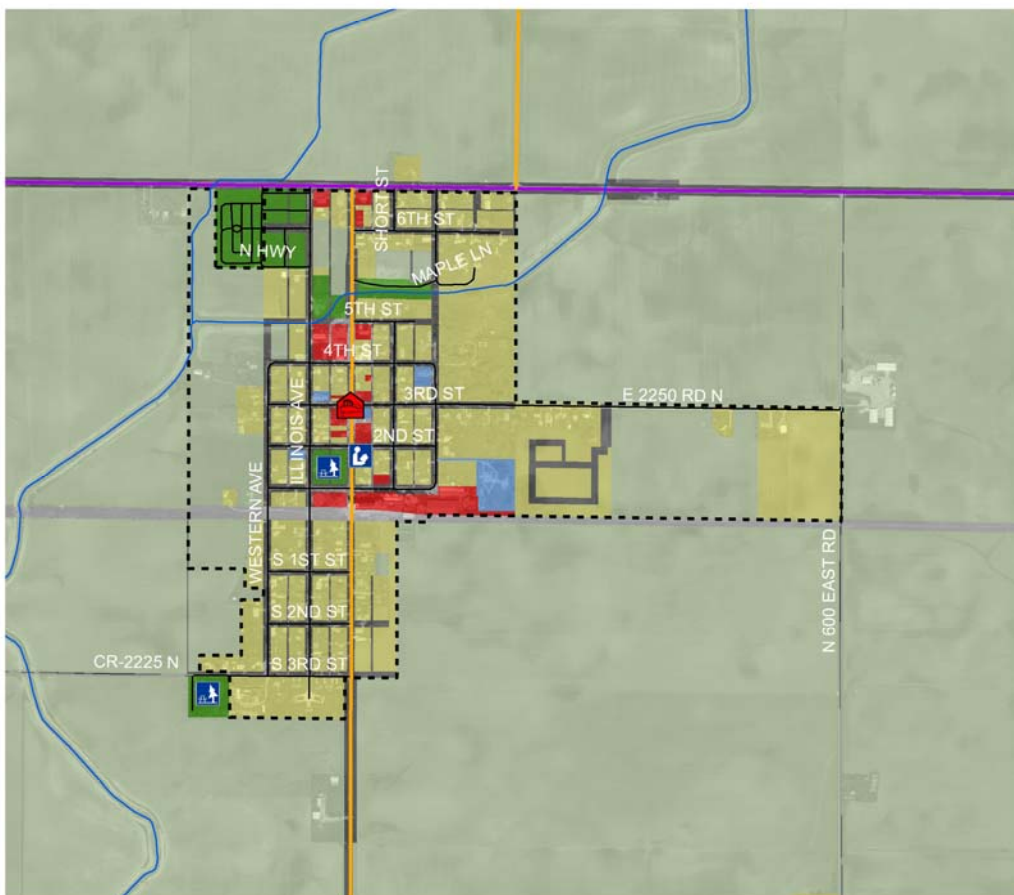 SHORT ST
6TH ST
N HWY
MAPLE LN
5TH ST
4TH ST
ILLINOIS AVE
3RD ST
E 2250 RD N
2ND ST
WESTERN AVE
S 1ST ST
N 600 EAST RD
S 2ND ST
CR-2225 N
S 3RD ST